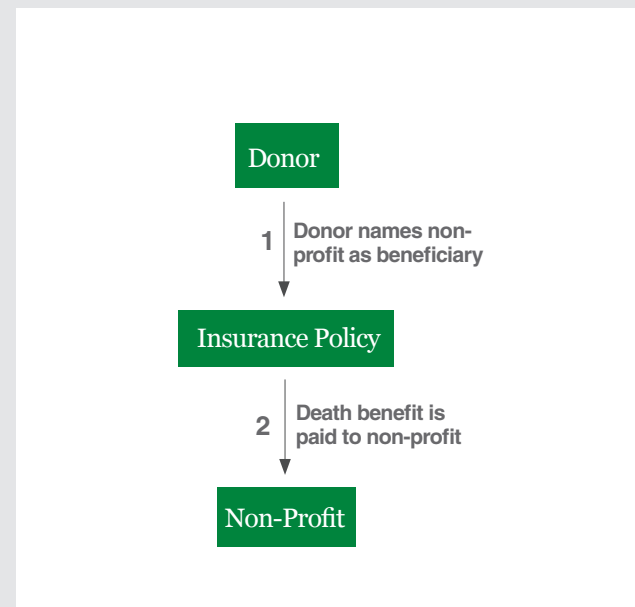 Donor
1
Donor names non-
profit as beneficiary
Insurance Policy
2
Death benefit is
paid to non-profit
Non-Profit